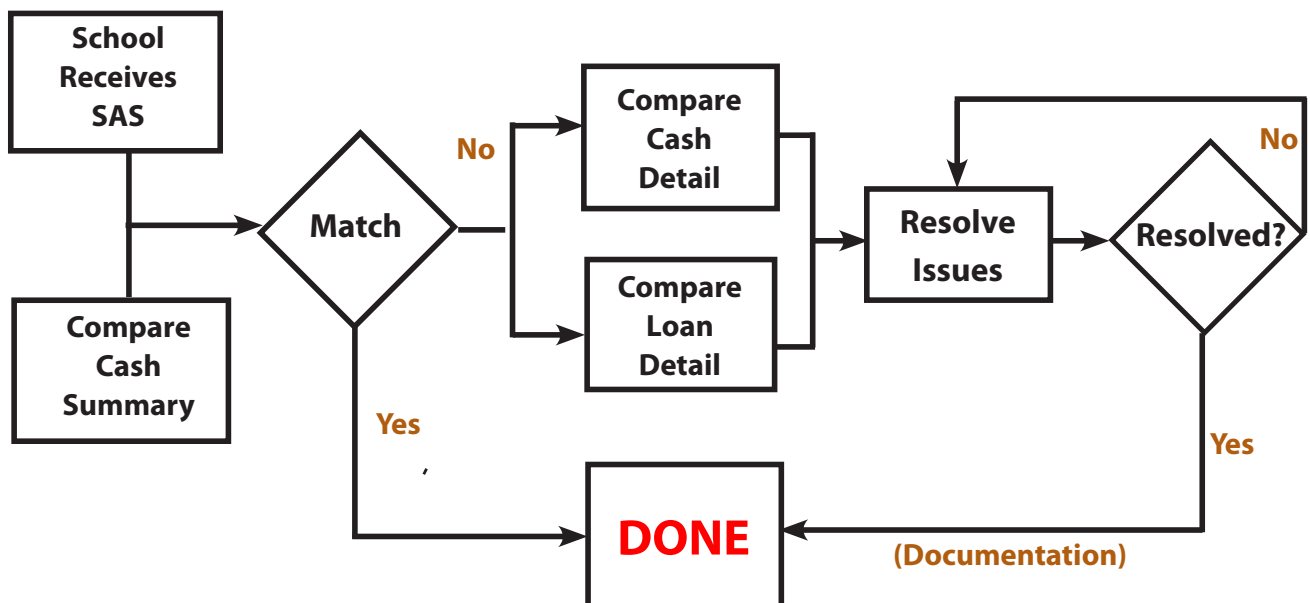 School
Receives
SAS
Compare
Cash
Summary
Match
No
Yes
Compare
Cash
Detail
Compare
Loan
Detail
Resolve
Issues
Resolved?
No
Yes
(Documentation)
DONE